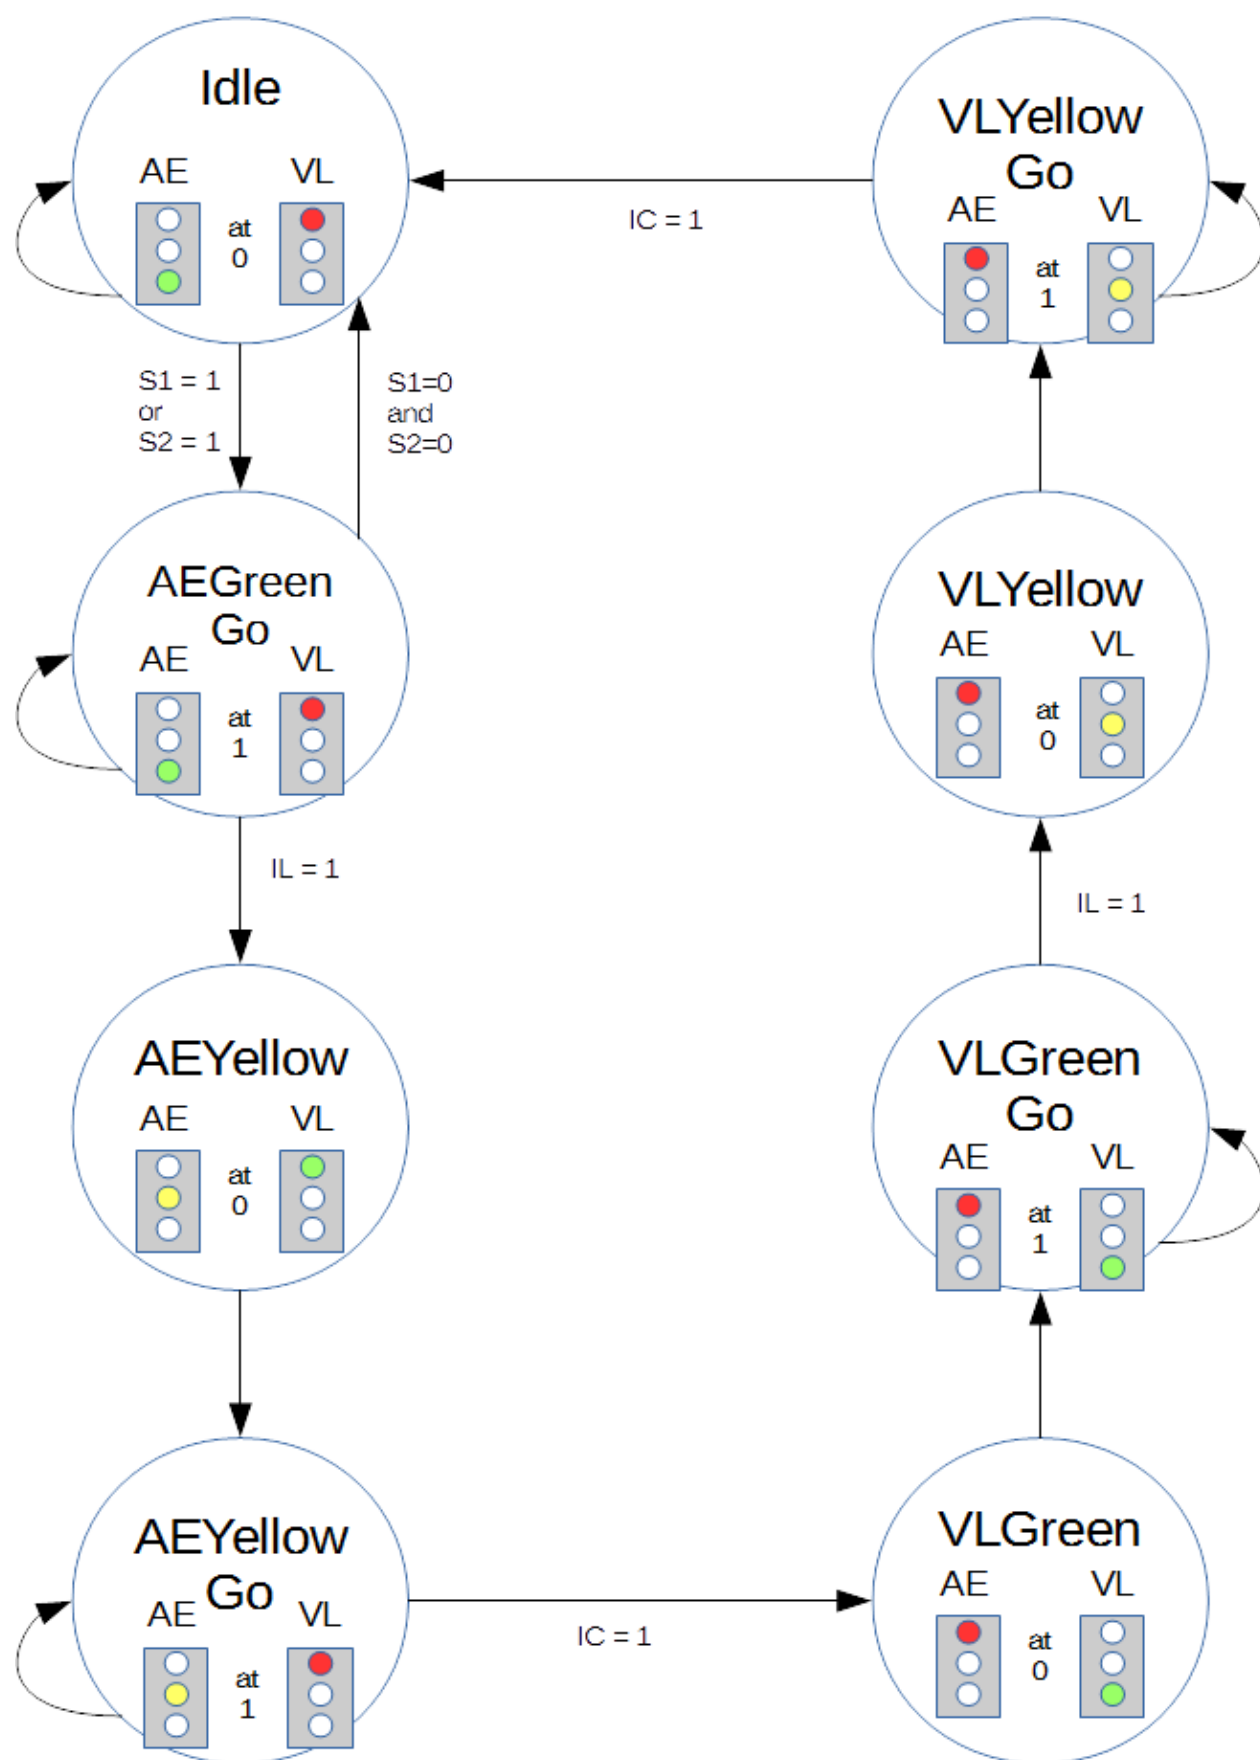 Idle
AE VL
at
0
S1 = 1
or
S2 = 1
S1=0
and
S2=0
AEGreen
Go
AE VL
at
1
IL = 1
AEYellow
AE VL
at
0
AEYellow
Go
AE VL
at
1
IC = 1
VLGreen
AE VL
at
0
VLGreen
Go
AE VL
at
1
IL = 1
VLYellow
AE VL
at
0
VLYellow
Go
AE VL
at
1
IC = 1